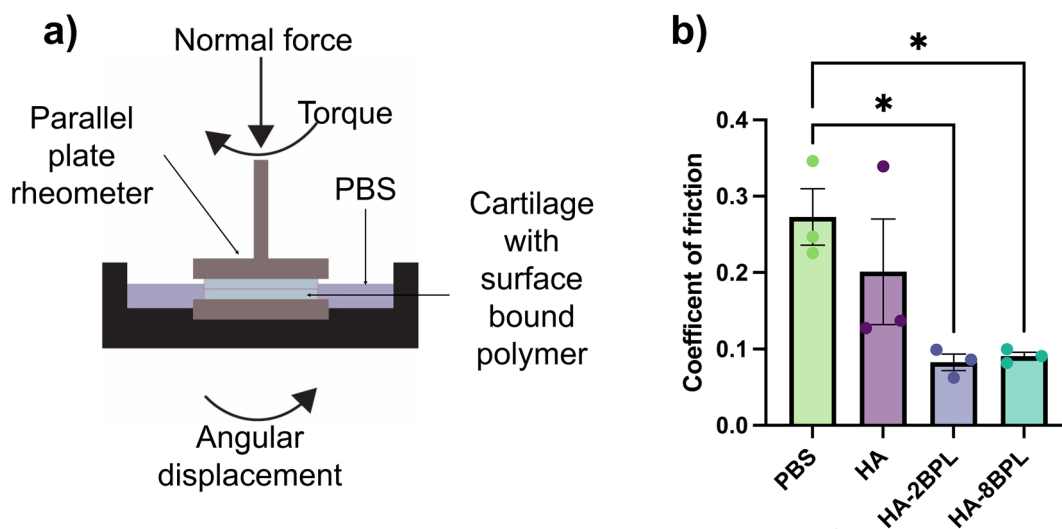 a)
Normal force
Torque
Parallel
plate
rheometer
PBS
Cartilage
with
surface
bound
polymer
Angular
displacement
b)
*
*
Coefficent of friction
0.4
0.3
0.2
0.1
0.0
PBS
HA
HA-2BPL
HA-8BPL